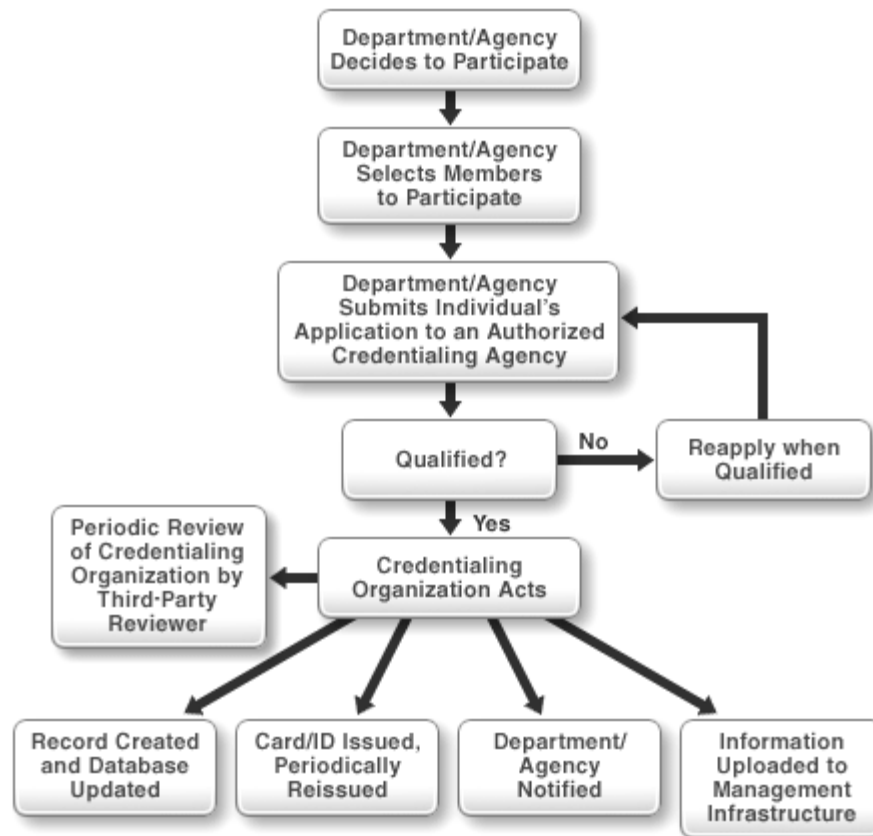 Department/Agency
Decides to Participate
Department/Agency
Selects Members
to Participate
Department/Agency
Submits Individual's
Application to an Authorized
Credentialing Agency
Qualified?
No
Reapply when
Qualified
Yes
Periodic Review
of Credentialing
Organization by
Third-Party
Reviewer
Credentialing
Organization Acts
Record Created
and Database
Updated
Card/ID Issued,
Periodically
Reissued
Department/
Agency
Notified
Information
Uploaded to
Management
Infrastructure